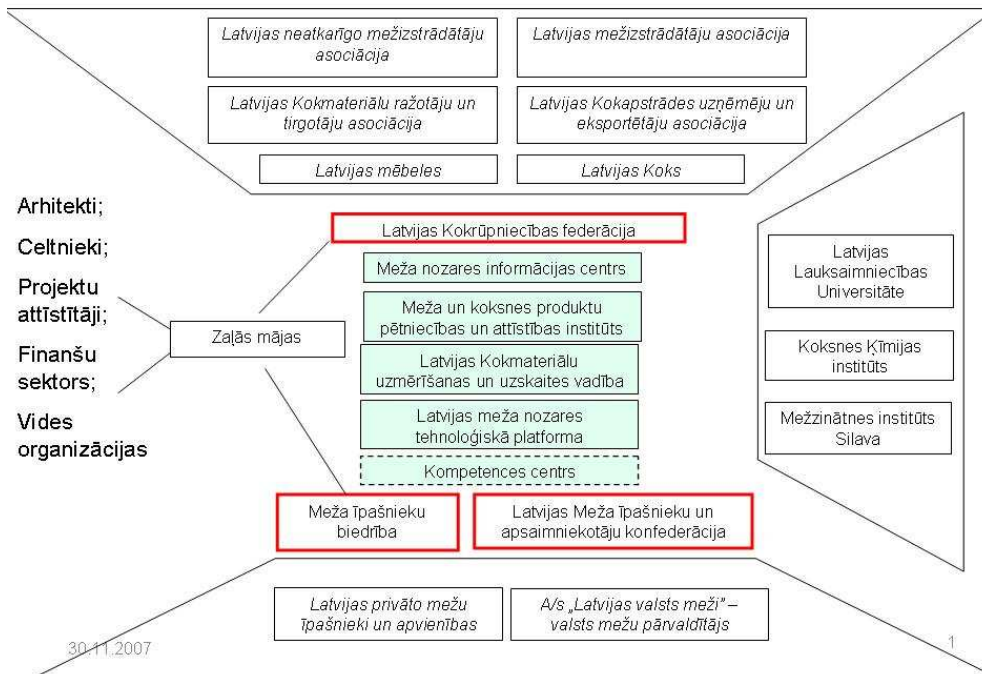 Latvijas neatkarīgo mežizstrādātāju
asociācija
Latvijas mežizstrādātāju asociācija
Latvijas Kokmateriālu ražotāju un
tirgotāju asociācija
Latvijas Kokapstrādes uzņēmēju un
eksportētāju asociācija
Latvijas mēbeles
Latvijas Koks
Arhitekti;
Celtnieki;
Projektu
attīstītāji;
Finanšu
sektors;
Vides
organizācijas
Zaļās mājas
Latvijas Kokrūpniecības federācija
Meža nozares informācijas centrs
Meža un koksnes produktu
pētniecības un attīstības institūts
Latvijas Kokmateriālu
uzmērīšanas un uzskaites vadība
Latvijas meža nozares
tehnoloģiskā platforma
Kompetences centrs
Meža īpašnieku
biedrība
Latvijas Meža īpašnieku un
apsaimniekotāju konfederācija
Latvijas
Lauksaimniecības
Universitāte
Koksnes Ķīmijas
institūts
Mežzinātnes institūts
Silava
Latvijas privāto mežu
īpašnieki un apvienības
A/s „Latvijas valsts meži” –
valsts mežu pārvaldītājs
30.11.2007
1